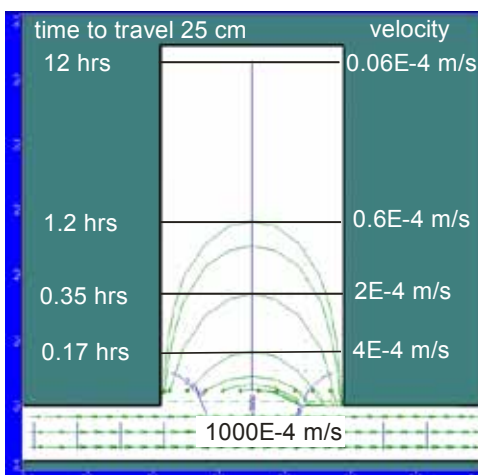 time to travel 25 cm velocity
12 hrs 0.06E-4 m/s
1.2 hrs 0.6E-4 m/s
0.35 hrs 2E-4 m/s
0.17 hrs 4E-4 m/s
1000E-4 m/s